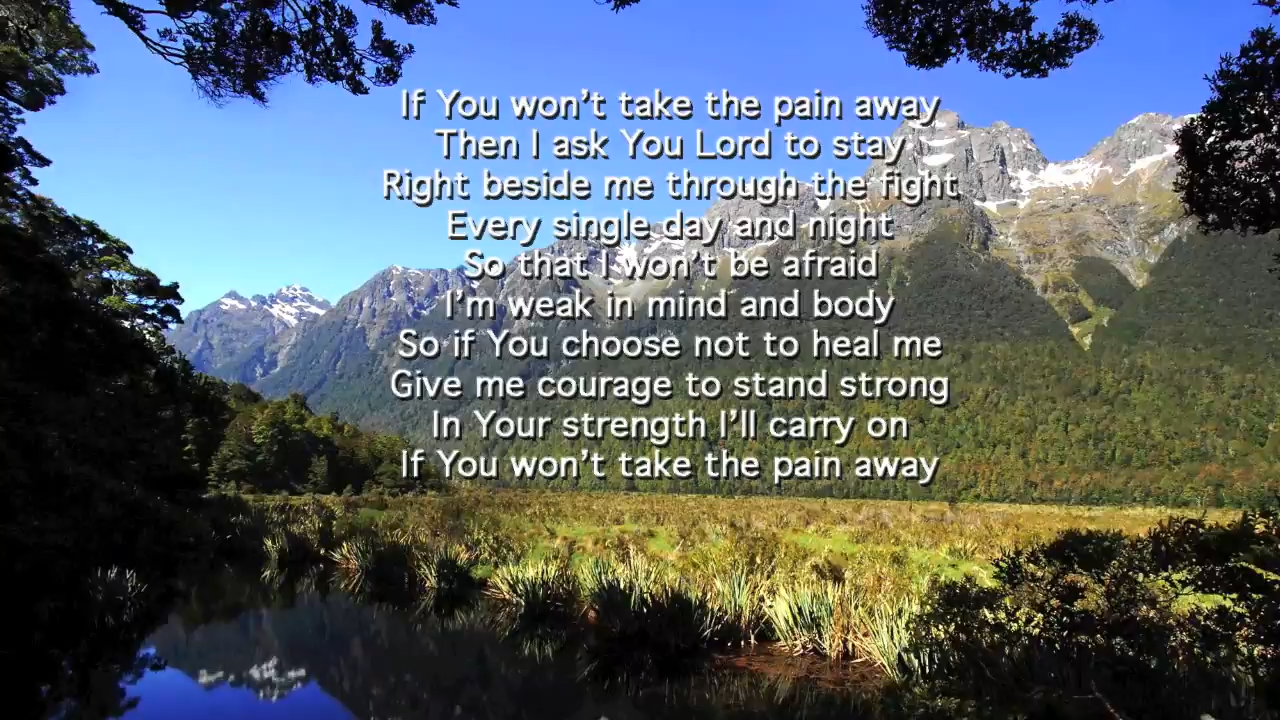 If You won't take the pain away
Then I ask You Lord to stay
Right beside me through the fight
Every single day and night
So that I won't be afraid
I'm weak in mind and body
So if You choose not to heal me
Give me courage to stand strong
In Your strength I'll carry on
If You won't take the pain away